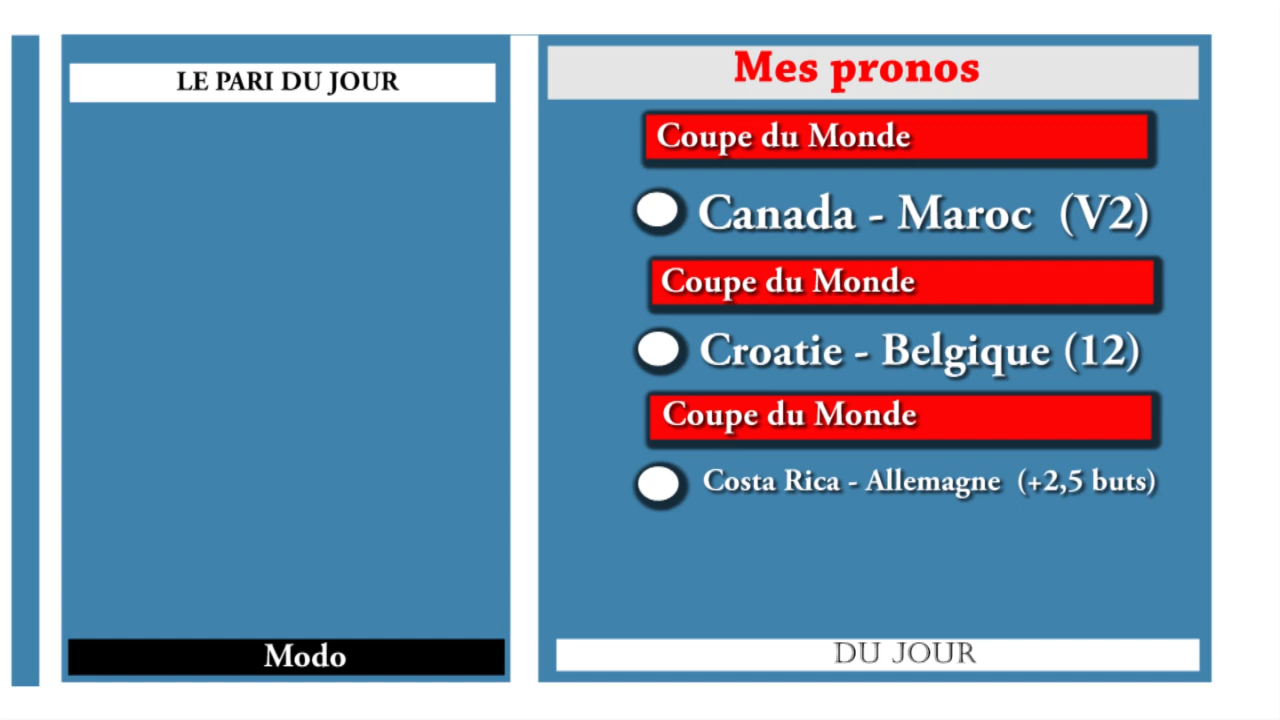 LE PARI DU JOUR
Modo
Mes pronos
Coupe du Monde
Canada - Maroc (V2)
Coupe du Monde
Croatie - Belgique (12)
Coupe du Monde
Costa Rica - Allemagne (+2,5 buts)
DU JOUR